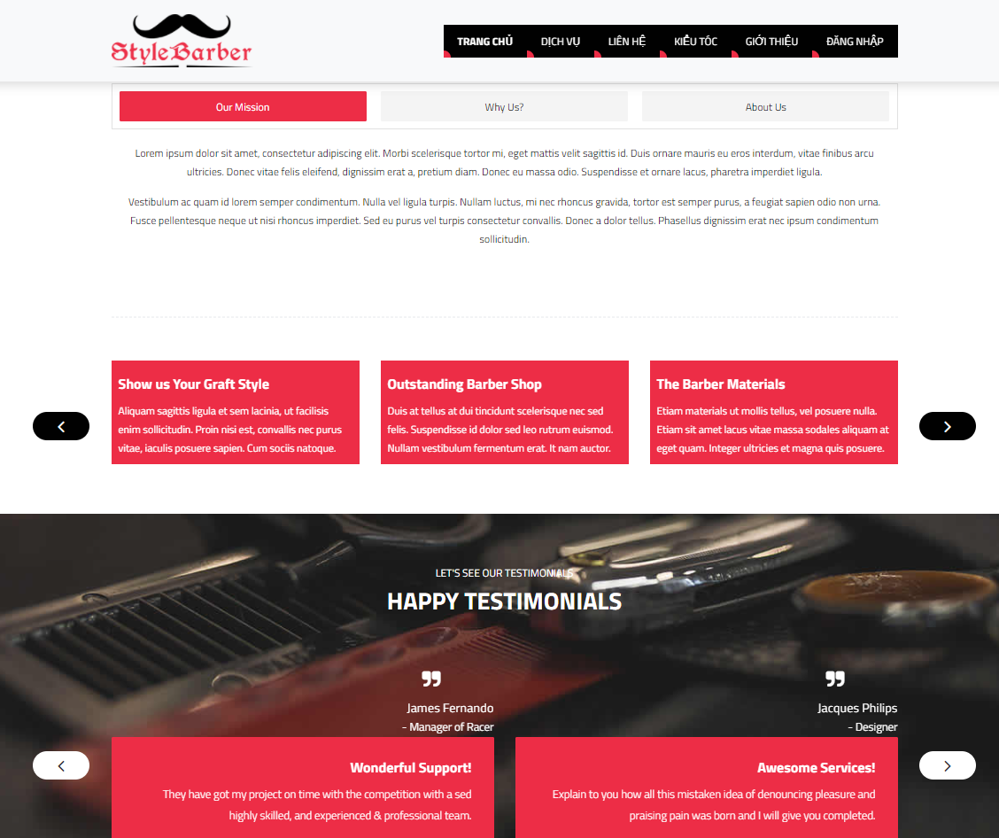 StyleBarber
TRANG CHỦ DỊCH VỤ LIÊN HỆ KIỂU TÓC GIỚI THIỆU ĐĂNG NHẬP
Our Mission Why Us? About Us
Lorem ipsum dolor sit amet, consectetur adipiscing elit. Morbi scelerisque tortor mi, eget mattis velit sagittis id. Duis ornare mauris eu eros interdum, vitae finibus arcu
ultricies. Donec vitae felis eleifend, dignissim erat a, pretium diam. Donec eu massa odio. Suspendisse et ornare lacus, pharetra imperdiet ligula.
Vestibulum ac quam id lorem semper condimentum. Nulla vel ligula turpis. Nullam luctus, mi nec rhoncus gravida, tortor est semper purus, a feugiat sapien odio non urna.
Fusce pellentesque neque ut nisi rhoncus imperdiet. Sed eu purus vel turpis consectetur convallis. Donec a dolor tellus. Phasellus dignissim erat nec ipsum condimentum
sollicitudin.
Show us Your Graft Style
Aliquam sagittis ligula et sem lacinia, ut facilisis
enim sollicitudin. Proin nisi est, convallis nec purus
vitae, iaculis posuere sapien. Cum sociis natoque.
Outstanding Barber Shop
Duis at tellus at dui tincidunt scelerisque nec sed
felis. Suspendisse id dolor sed leo rutrum euismod.
Nullam vestibulum fermentum erat. It nam auctor.
The Barber Materials
Etiam materials ut mollis tellus, vel posuere nulla.
Etiam sit amet lacus vitae massa sodales aliquam at
eget quam. Integer ultricies et magna quis posuere.
LET'S SEE OUR TESTIMONIALS
HAPPY TESTIMONIALS
James Fernando
- Manager of Racer
Wonderful Support!
They have got my project on time with the competition with a sed
highly skilled, and experienced & professional team.
Jacques Philips
- Designer
Awesome Services!
Explain to you how all this mistaken idea of denouncing pleasure and
praising pain was born and I will give you completed.